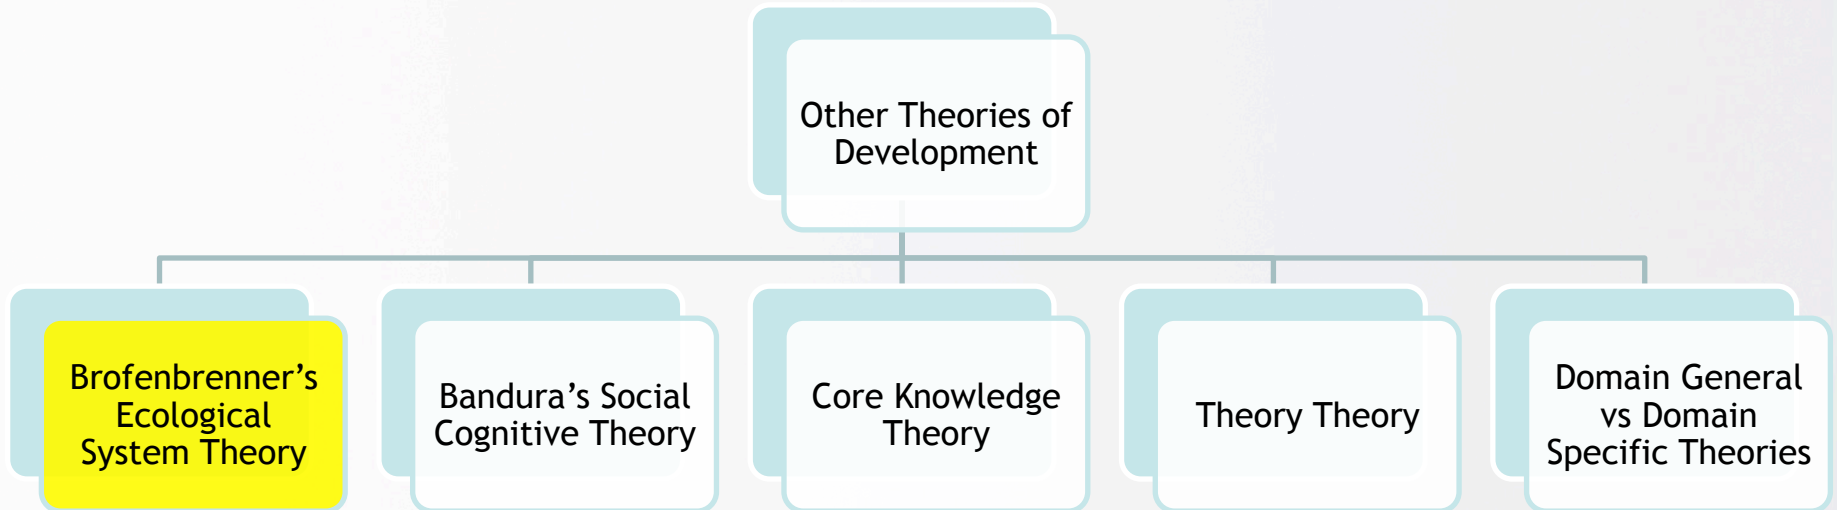 Other Theories of
Development
Brofenbrenner’s
Ecological
System Theory
Bandura’s Social
Cognitive Theory
Core Knowledge
Theory
Theory Theory
Domain General
vs Domain
Specific Theories